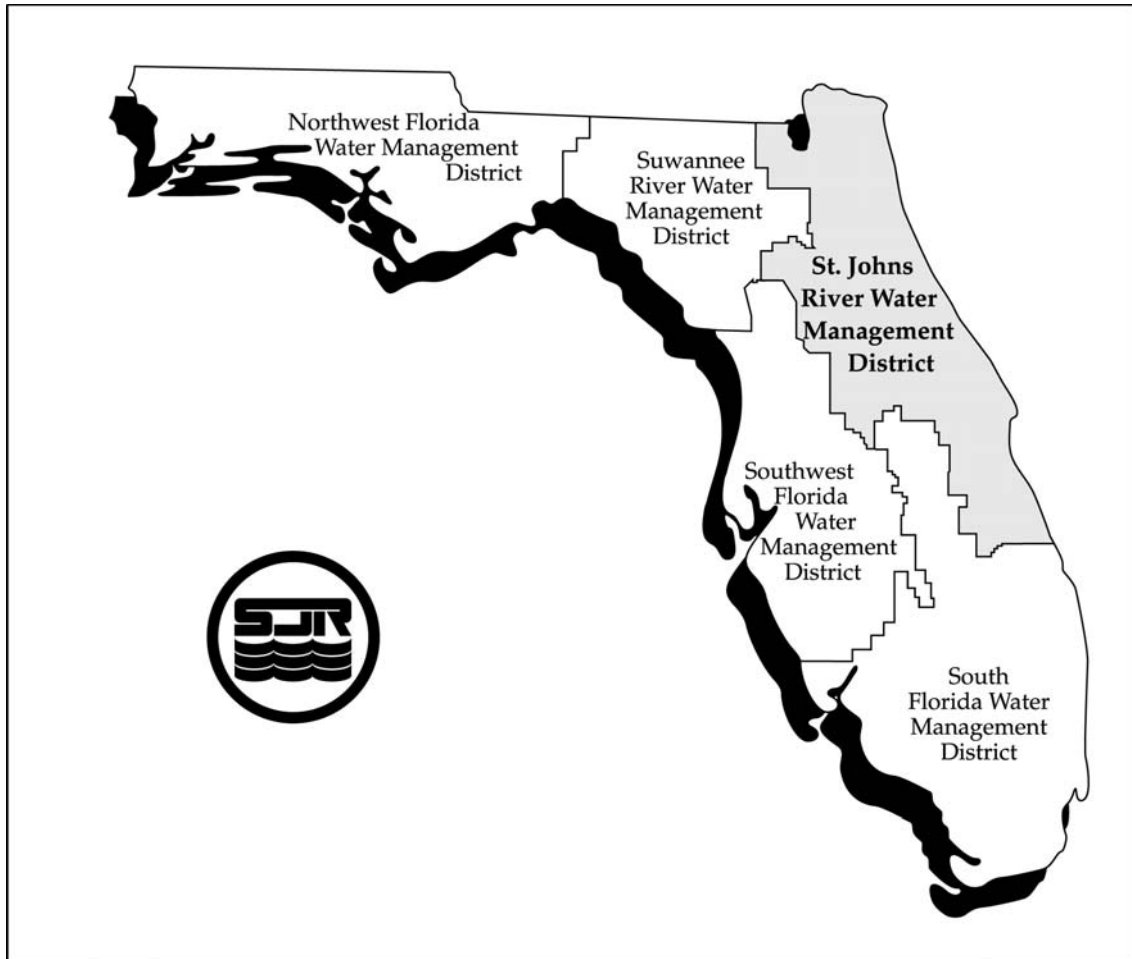 Northwest Florida
Water Management
District
Suwannee
River Water
Management
District
St. Johns
River Water
Management
District
Southwest
Florida
Water
Management
District
SJR
South
Florida Water
Management
District